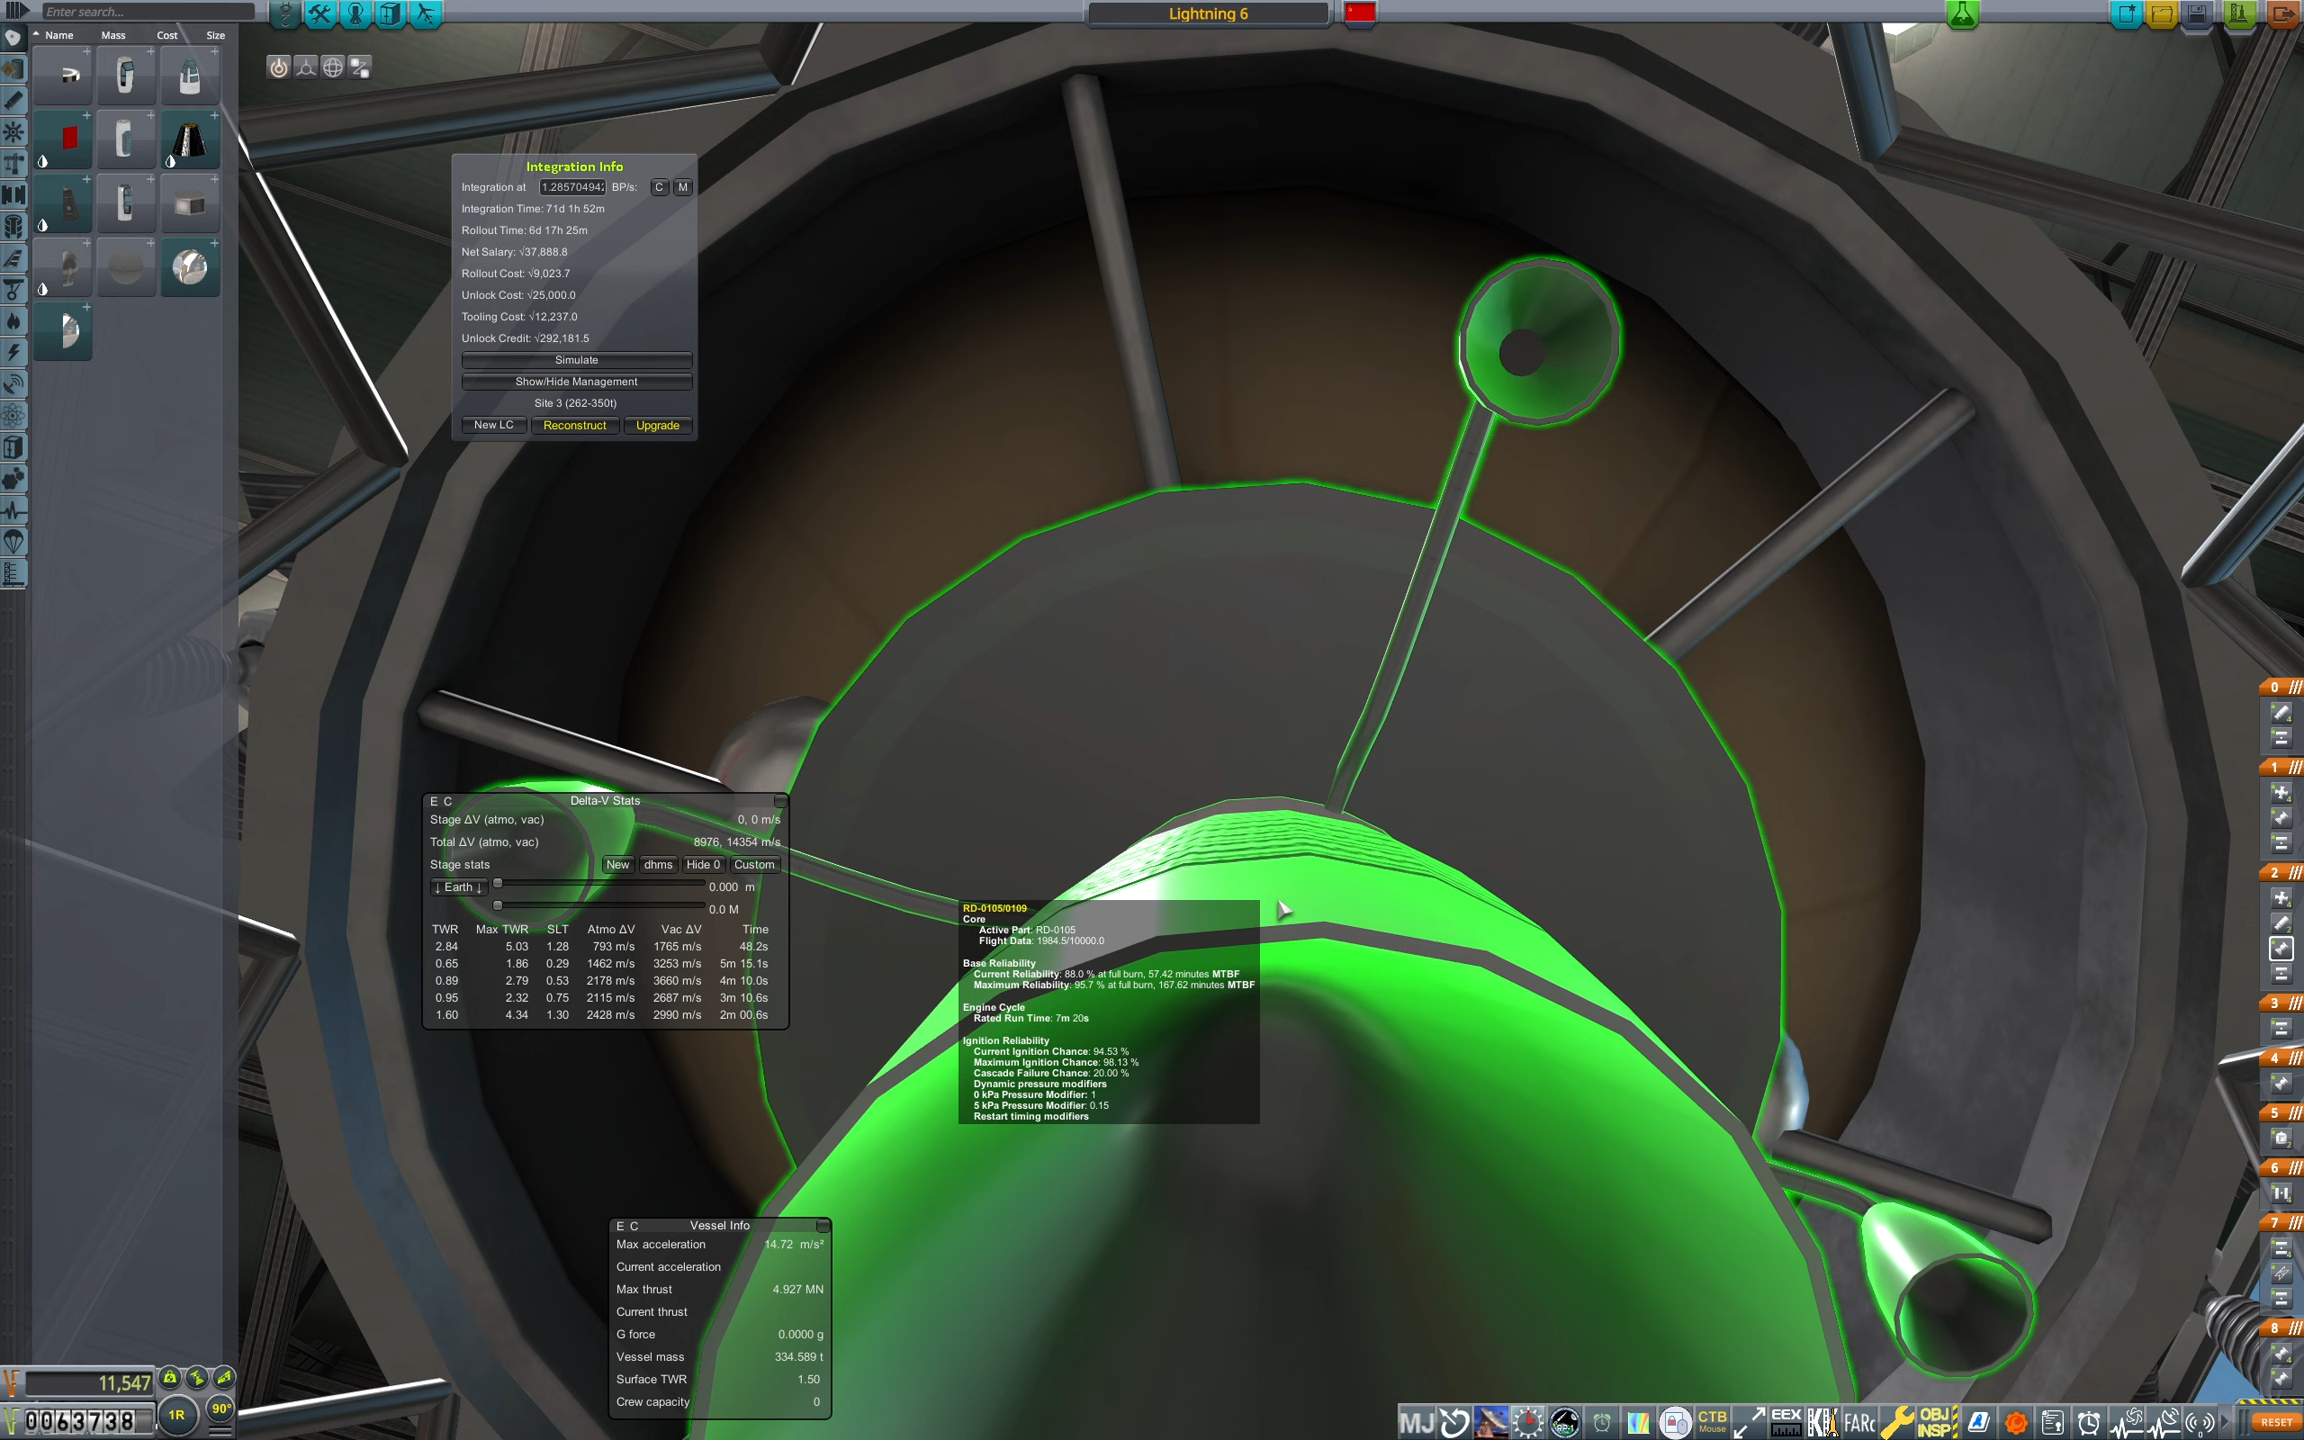 Enter search...
Lightning 6
Name Mass Cost Size
Integration Info
Integration at 1.285704942 BP/s: C M
Integration Time: 71d 1h 52m
Rollout Time: 6d 17h 25m
Net Salary: √37,888.8
Rollout Cost: √9,023.7
Unlock Cost: √25,000.0
Tooling Cost: √12,237.0
Unlock Credit: √292,181.5
Simulate
Show/Hide Management
Site 3 (262-350t)
New LC Reconstruct Upgrade
E C Delta-V Stats
Stage ΔV (atmo, vac) 0, 0 m/s
Total ΔV (atmo, vac) 8976, 14354 m/s
Stage stats New dhms Hide 0 Custom
↓ Earth ↓ 0.000 m
0.0 M
TWR Max TWR SLT Atmo ΔV Vac ΔV Time
2.84 5.03 1.28 793 m/s 1765 m/s 48.2s
0.65 1.86 0.29 1462 m/s 3253 m/s 5m 15.1s
0.89 2.79 0.53 2178 m/s 3660 m/s 4m 10.0s
0.95 2.32 0.75 2115 m/s 2687 m/s 3m 10.6s
1.60 4.34 1.30 2428 m/s 2990 m/s 2m 00.6s
RD-0105/0109
Core
Active Part: RD-0105
Flight Data: 1984.5/10000.0
Base Reliability
Current Reliability: 88.0 % at full burn, 57.42 minutes MTBF
Maximum Reliability: 95.7 % at full burn, 167.62 minutes MTBF
Engine Cycle
Rated Run Time: 7m 20s
Ignition Reliability
Current Ignition Chance: 94.53 %
Maximum Ignition Chance: 98.13 %
Cascade Failure Chance: 20.00 %
Dynamic pressure modifiers
0 kPa Pressure Modifier: 1
5 kPa Pressure Modifier: 0.15
Restart timing modifiers
E C Vessel Info
Max acceleration 14.72 m/s²
Current acceleration
Max thrust 4.927 MN
Current thrust
G force 0.0000 g
Vessel mass 334.589 t
Surface TWR 1.50
Crew capacity 0
0
1
2
3
4
5
6
7
8
11,547
0063738
1R
90°
MJ
CTB
Mouse
EEX
FARc
OBJ
INSP
RESET